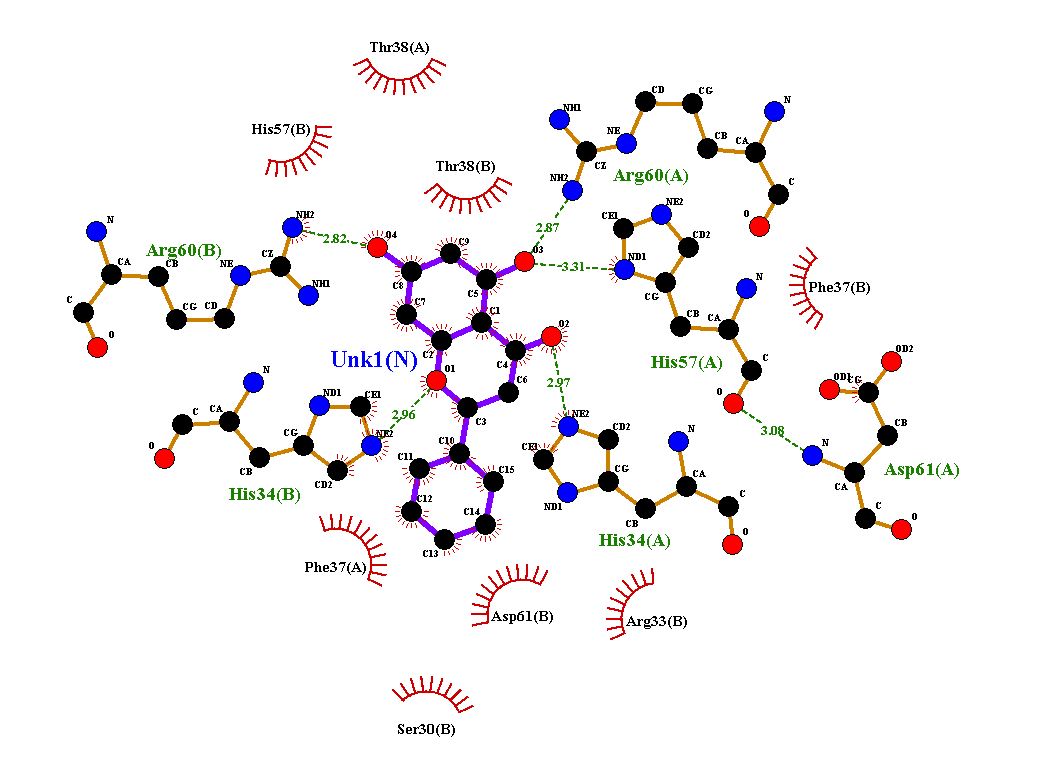 Thr38(A)
NH1
CD
CG
N
NE
CB
CA
CZ
His57(B)
Thr38(B)
NH2
Arg60(A)
C
O
CE1
NE2
N
NH2
2.82
O4
C9
2.87
O3
CD2
Arg60(B)
CA
CB
NE
CZ
C8
C5
3.31
ND1
CG
N
Phe37(B)
C
CG
CD
NH1
C7
C1
O2
CB
CA
O
C2
C4
His57(A)
C
OD2
Unk1(N)
O1
C6
2.97
OD1
CG
N
ND1
CE1
2.96
C3
NE2
O
3.08
CB
C
CA
CG
NE2
C10
CD2
N
N
O
CB
CD2
C11
C15
CE1
CG
CA
CA
Asp61(A)
His34(B)
C12
C14
ND1
CB
C
C
O
C13
His34(A)
O
Phe37(A)
Asp61(B)
Arg33(B)
Ser30(B)